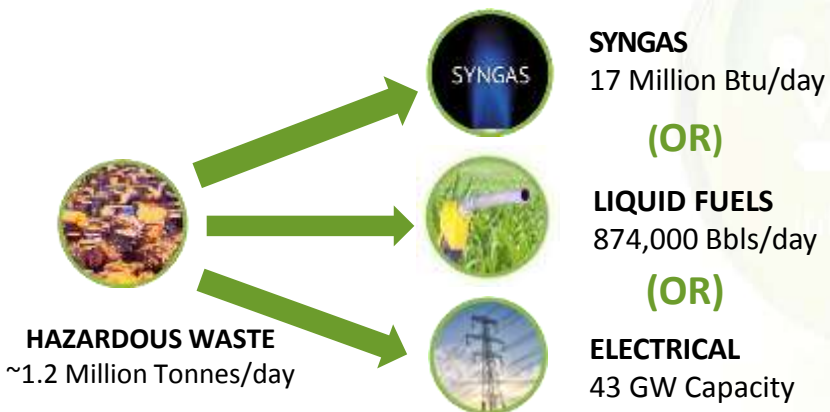 SYNGAS
SYNGAS
17 Million Btu/day
(OR)
LIQUID FUELS
874,000 Bbls/day
(OR)
HAZARDOUS WASTE
~1.2 Million Tonnes/day
ELECTRICAL
43 GW Capacity